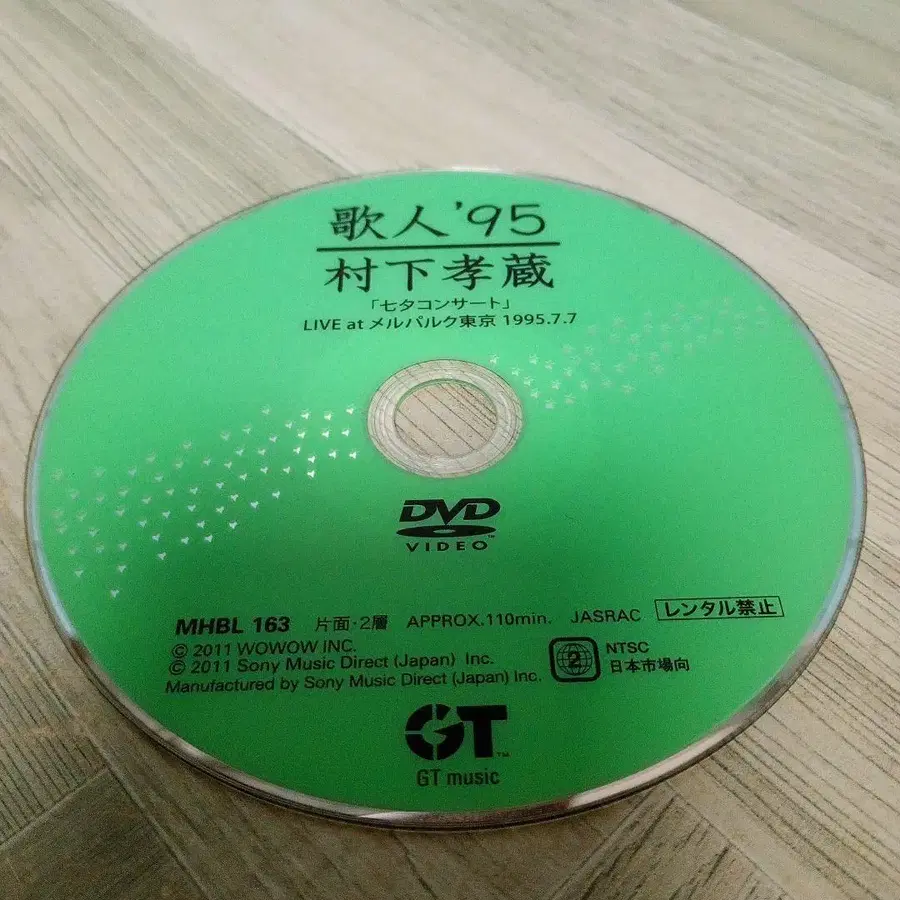 歌人'95
村下孝蔵
「七夕コンサート」
LIVE at メルパルク東京 1995.7.7
DVD
VIDEO™
MHBL 163 片面・2層 APPROX.110min. JASRAC レンタル禁止
© 2011 WOWOW INC.
© 2011 Sony Music Direct (Japan) Inc.
Manufactured by Sony Music Direct (Japan) Inc.
2 NTSC
日本市場向
GT™
GT music